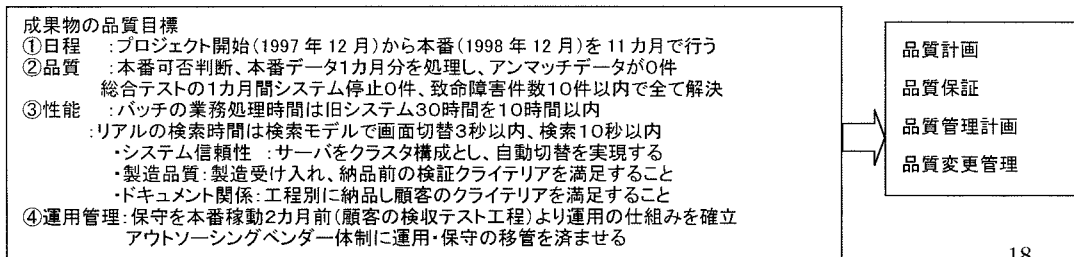 成果物の品質目標
①日程　:プロジェクト開始(1997 年 12 月)から本番(1998 年 12 月)を 11 カ月で行う
②品質　:本番可否判断、本番データ1カ月分を処理し、アンマッチデータが0件
総合テストの1カ月間システム停止0件、致命障害件数10件以内で全て解決
③性能　:バッチの業務処理時間は旧システム30時間を10時間以内
:リアルの検索時間は検索モデルで画面切替3秒以内、検索10秒以内
・システム信頼性　:サーバをクラスタ構成とし、自動切替を実現する
・製造品質:製造受け入れ、納品前の検証クライテリアを満足すること
・ドキュメント関係:工程別に納品し顧客のクライテリアを満足すること
④運用管理:保守を本番稼動2カ月前(顧客の検収テスト工程)より運用の仕組みを確立
アウトソーシングベンダー体制に運用・保守の移管を済ませる
品質計画
品質保証
品質管理計画
品質変更管理
18